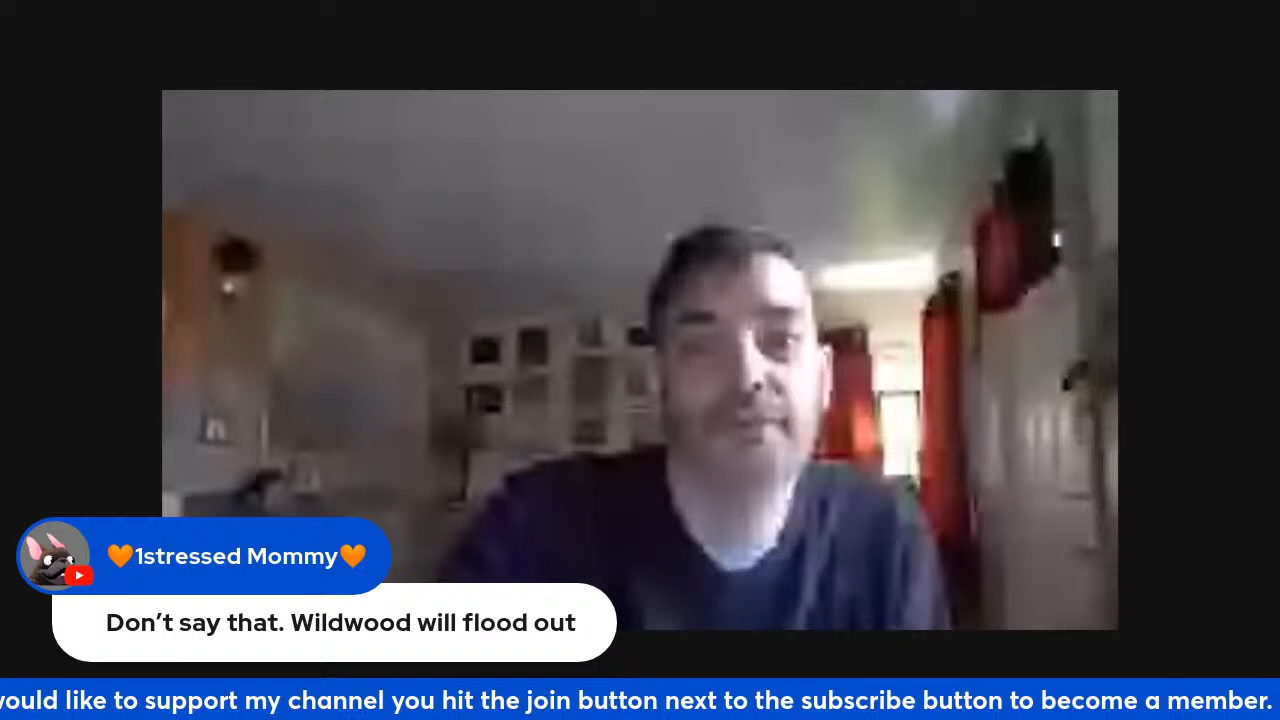 🧡1stressed Mommy🧡
Don’t say that. Wildwood will flood out
would like to support my channel you hit the join button next to the subscribe button to become a member.